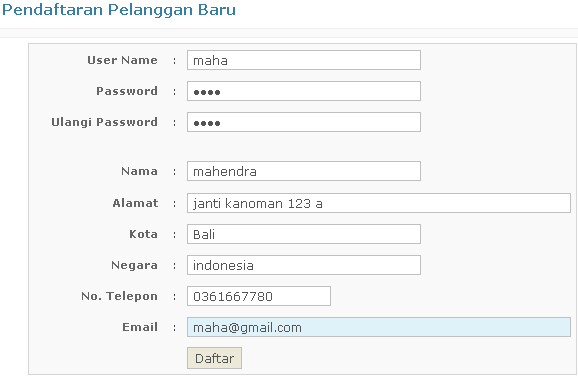 Pendaftaran Pelanggan Baru
User Name : maha
Password : ●●●●
Ulangi Password : ●●●●
Nama : mahendra
Alamat : janti kanoman 123 a
Kota : Bali
Negara : indonesia
No. Telepon : 0361667780
Email : maha@gmail.com
Daftar